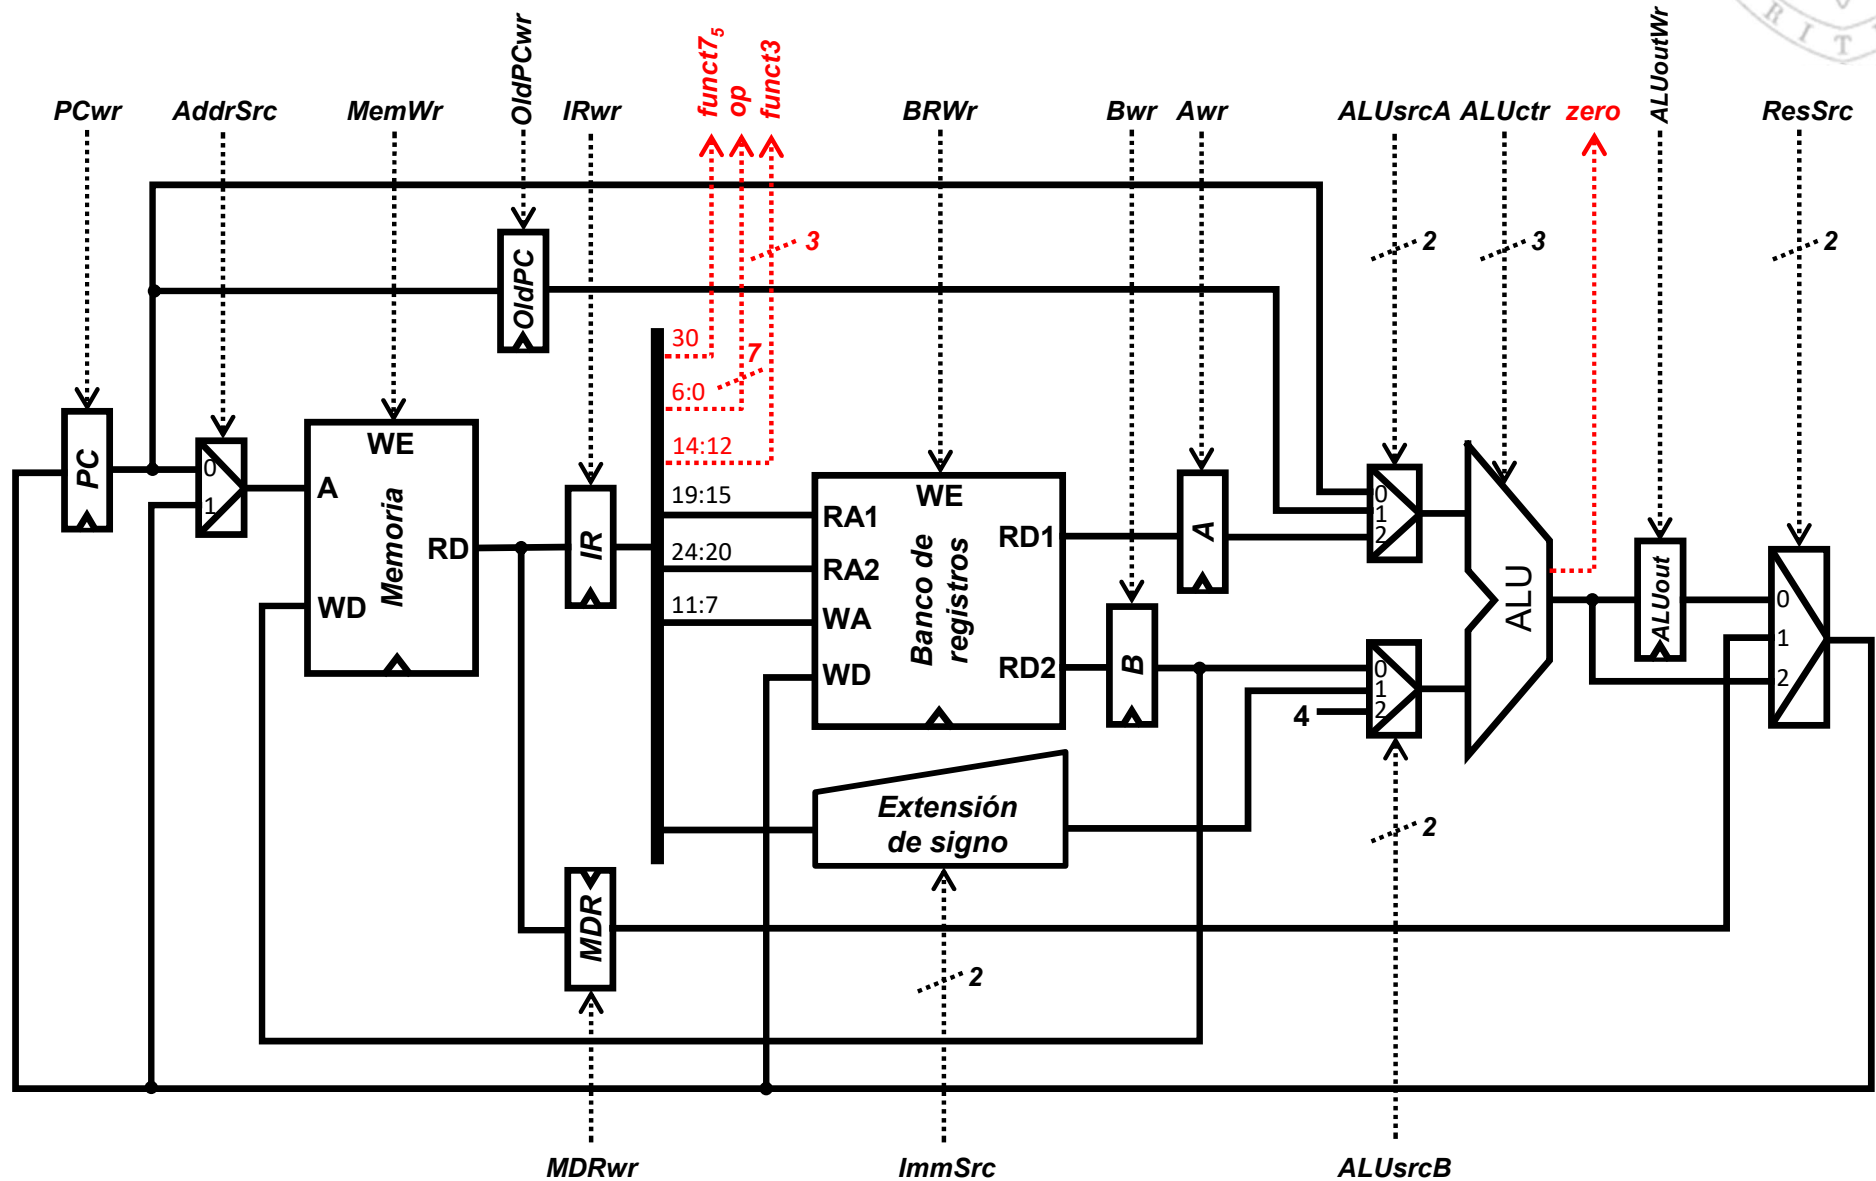 R I T
PCwr
AddrSrc
MemWr
OldPCwr
IRwr
funct7₅
op
funct3
BRWr
Bwr
Awr
ALUsrcA
ALUctr
zero
ALUoutWr
ResSrc
3
2
3
2
OldPC
30
7
6:0
14:12
PC
0
1
WE
A
Memoria
RD
WD
IR
19:15
24:20
11:7
WE
RA1
RA2
WA
WD
Banco de
registros
RD1
RD2
A
B
0
1
2
0
1
2
4
ALU
ALUout
0
1
2
Extensión
de signo
2
MDR
2
MDRwr
ImmSrc
ALUsrcB